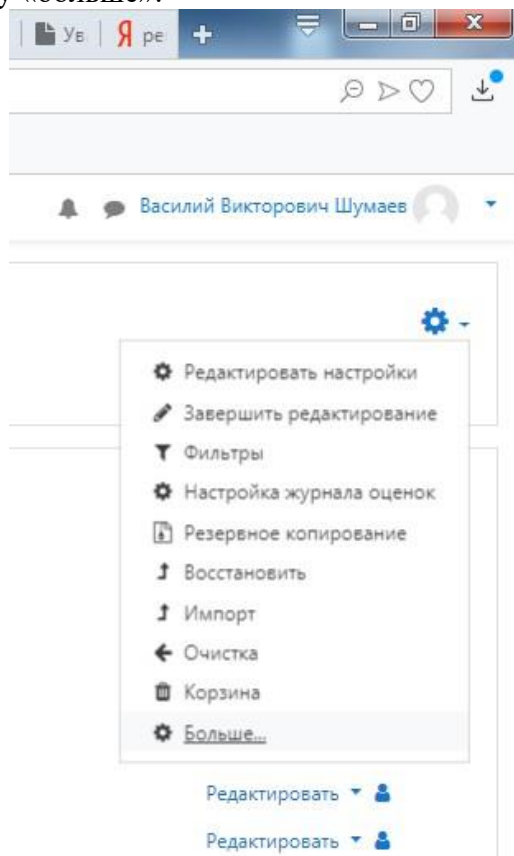 у «больше».
Ув Я ре +
Василий Викторович Шумаев
Редактировать настройки
Завершить редактирование
Фильтры
Настройка журнала оценок
Резервное копирование
Восстановить
Импорт
Очистка
Корзина
Больше...
Редактировать
Редактировать